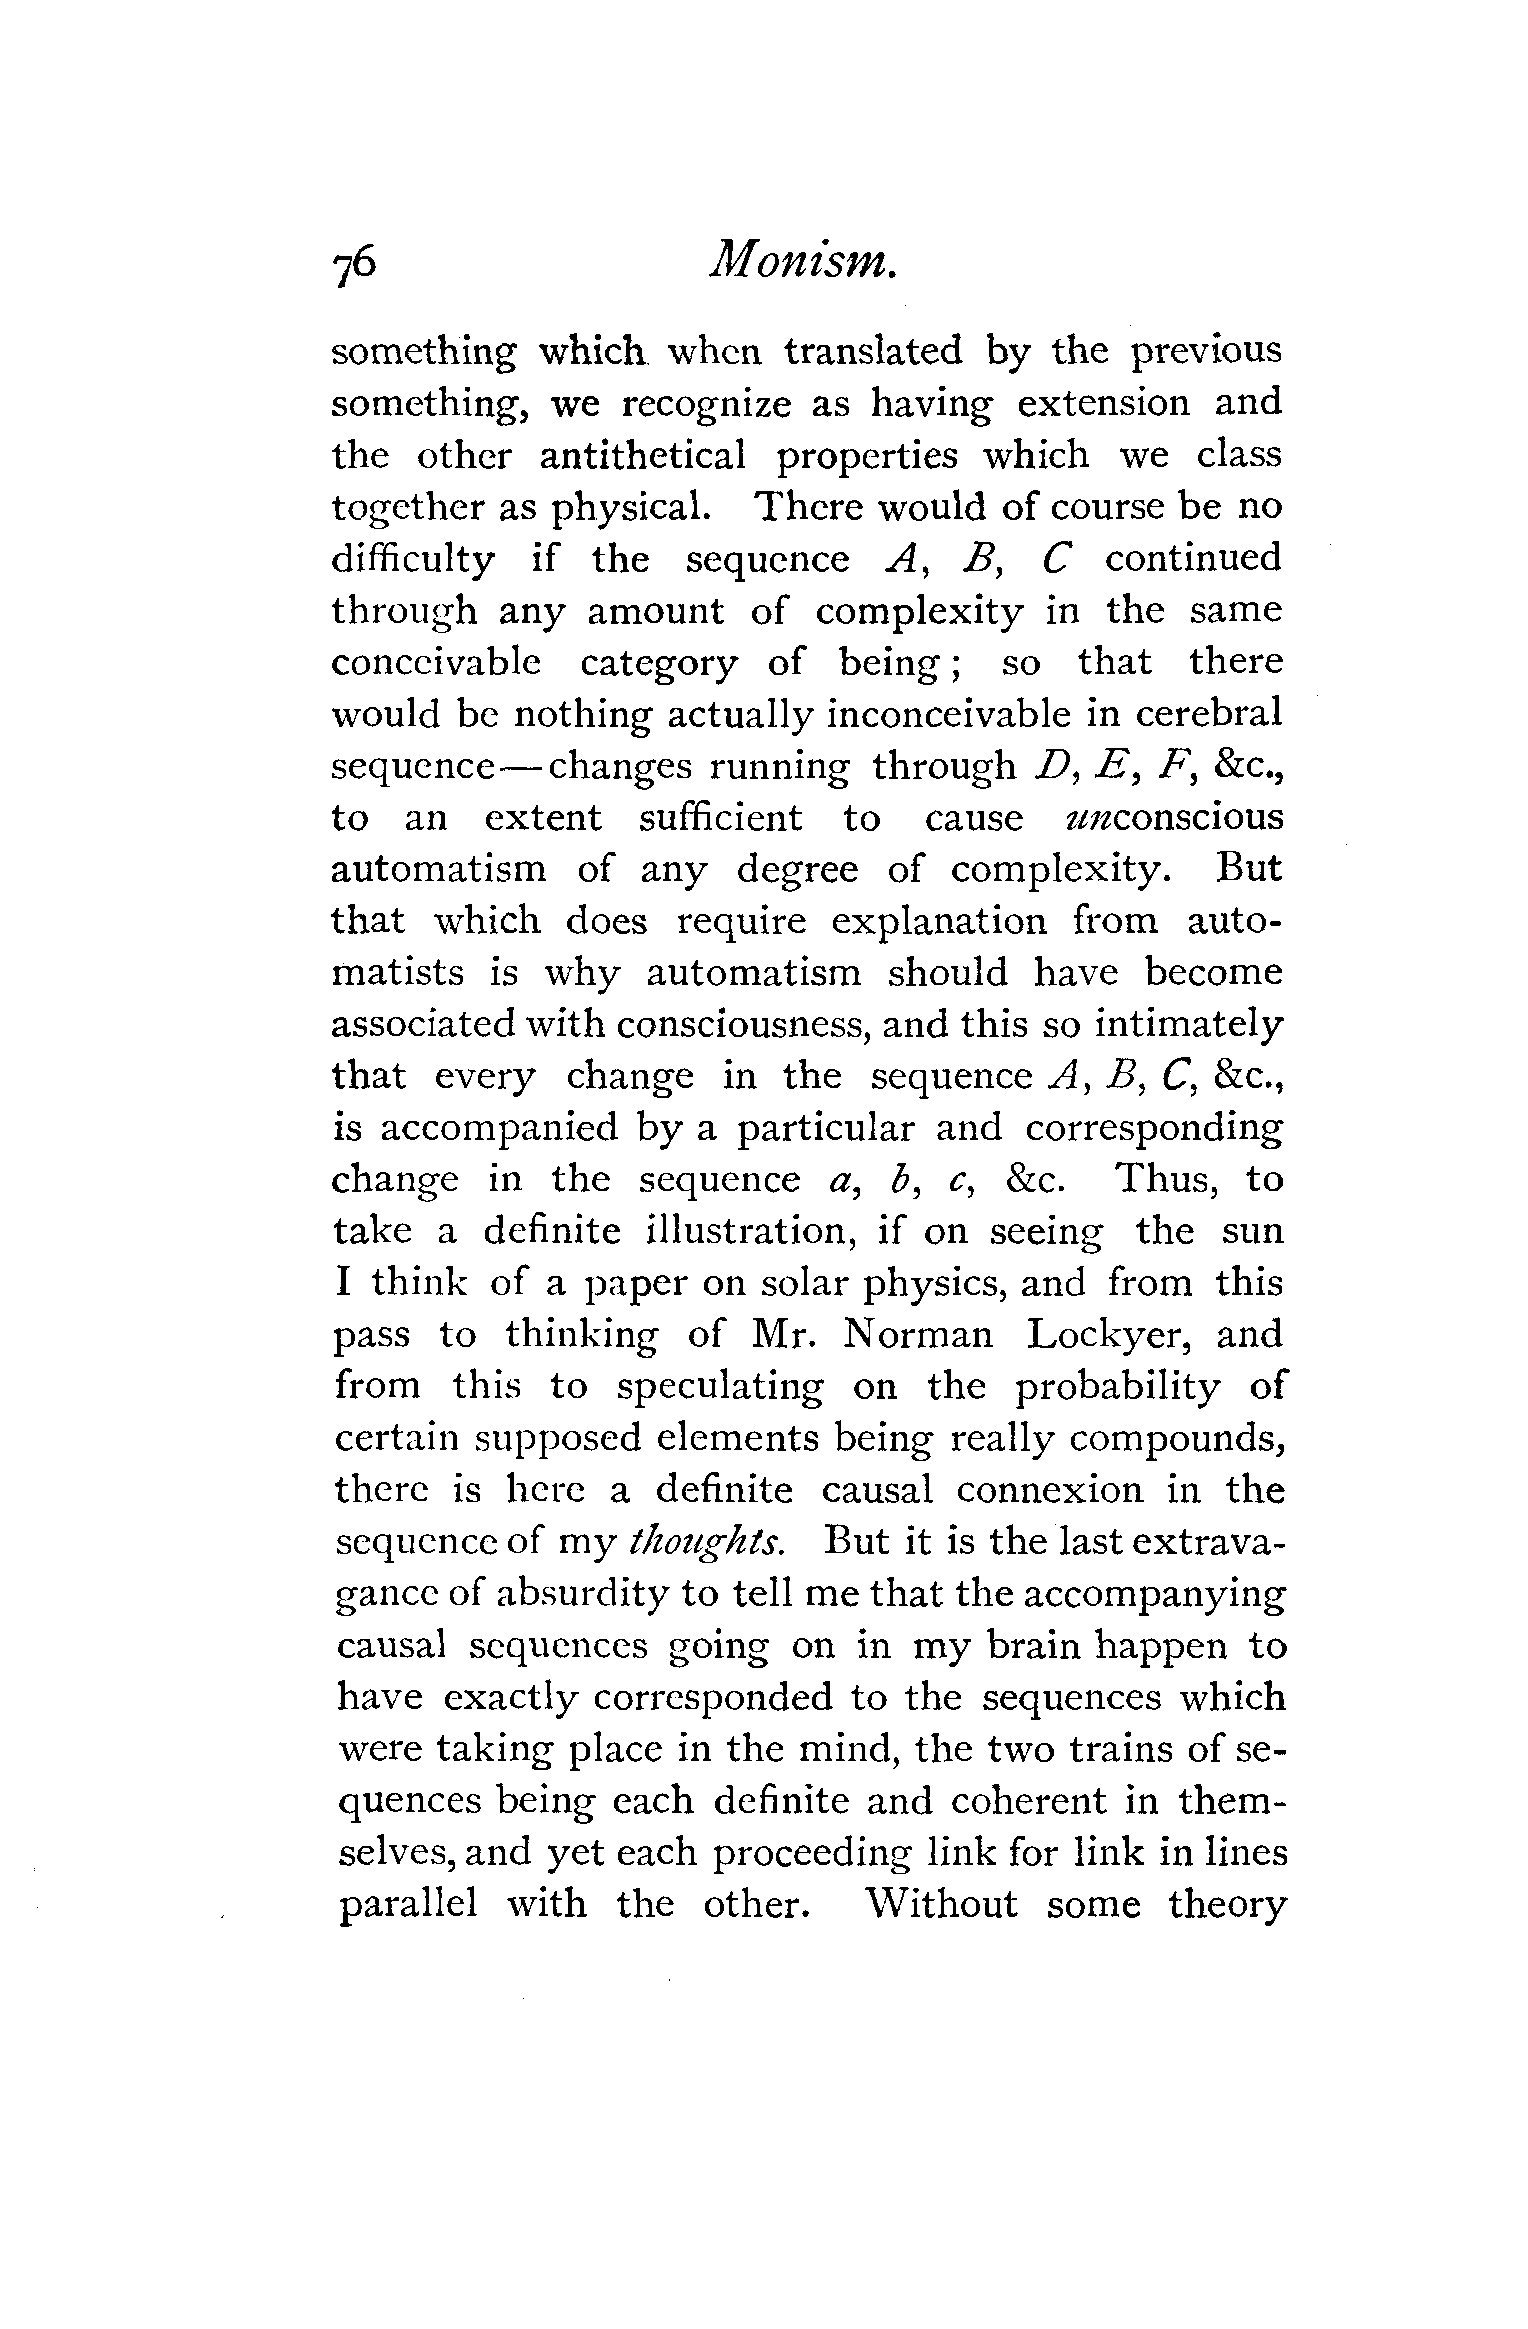 76 Monism.
something which when translated by the previous
something, we recognize as having extension and
the other antithetical properties which we class
together as physical. There would of course be no
difficulty if the sequence A, B, C continued
through any amount of complexity in the same
conceivable category of being; so that there
would be nothing actually inconceivable in cerebral
sequence—changes running through D, E, F, &c.,
to an extent sufficient to cause unconscious
automatism of any degree of complexity. But
that which does require explanation from auto-
matists is why automatism should have become
associated with consciousness, and this so intimately
that every change in the sequence A, B, C, &c.,
is accompanied by a particular and corresponding
change in the sequence a, b, c, &c. Thus, to
take a definite illustration, if on seeing the sun
I think of a paper on solar physics, and from this
pass to thinking of Mr. Norman Lockyer, and
from this to speculating on the probability of
certain supposed elements being really compounds,
there is here a definite causal connexion in the
sequence of my thoughts. But it is the last extrava-
gance of absurdity to tell me that the accompanying
causal sequences going on in my brain happen to
have exactly corresponded to the sequences which
were taking place in the mind, the two trains of se-
quences being each definite and coherent in them-
selves, and yet each proceeding link for link in lines
parallel with the other. Without some theory